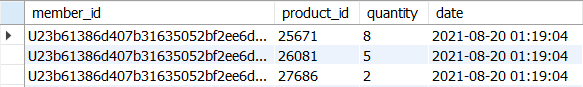 member_id product_id quantity date
U23b61386d407b31635052bf2ee6d... 25671 8 2021-08-20 01:19:04
U23b61386d407b31635052bf2ee6d... 26081 5 2021-08-20 01:19:04
U23b61386d407b31635052bf2ee6d... 27686 2 2021-08-20 01:19:04